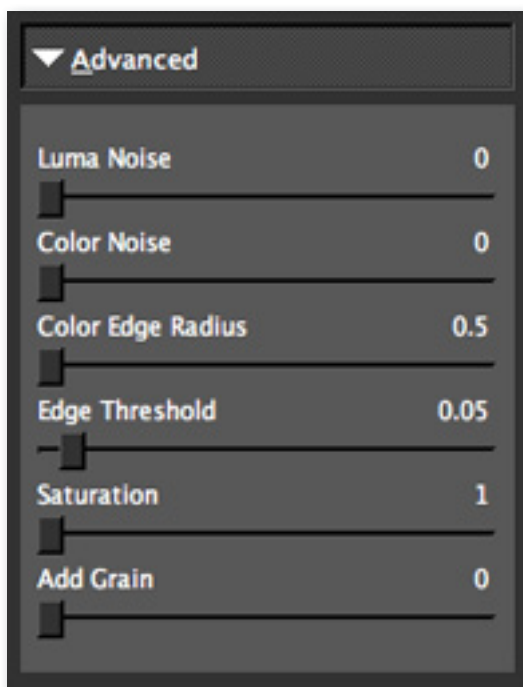 Advanced
Luma Noise 0
Color Noise 0
Color Edge Radius 0.5
Edge Threshold 0.05
Saturation 1
Add Grain 0